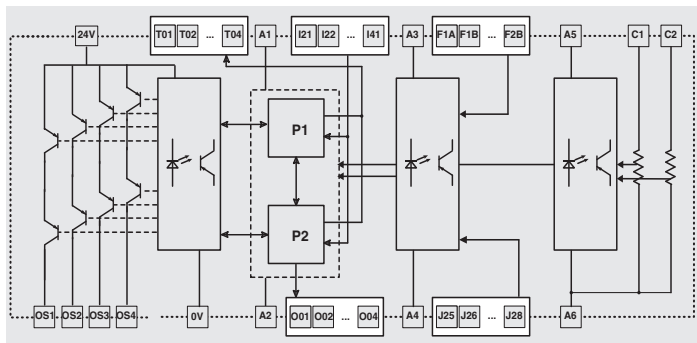 24V T01 T02 ... T04 A1 I21 I22 ... I41 A3 F1A F1B ... F2B A5 C1 C2
P1
P2
OS1 OS2 OS3 OS4 0V A2 O01 O02 ... O04 A4 J25 J26 ... J28 A6